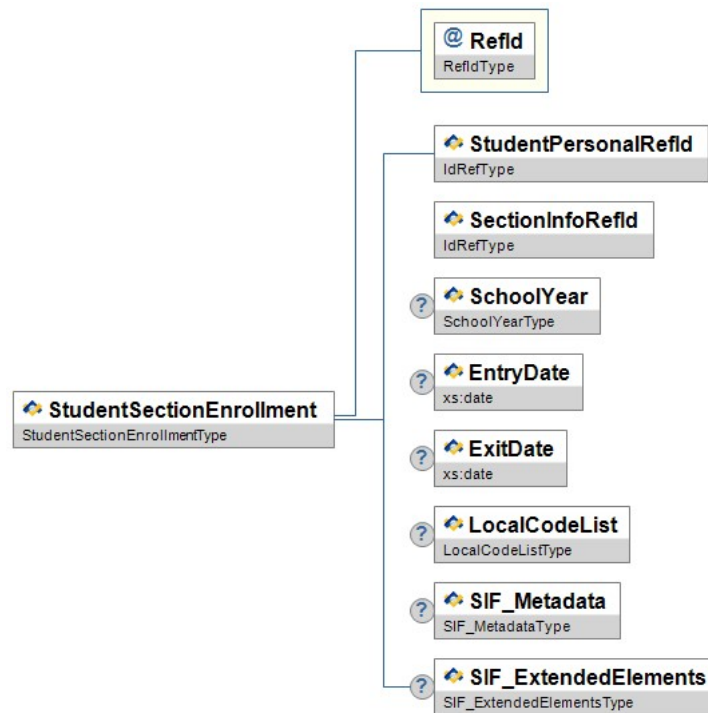 @ RefId
RefIdType
StudentPersonalRefId
IdRefType
SectionInfoRefId
IdRefType
? SchoolYear
SchoolYearType
? EntryDate
xs:date
StudentSectionEnrollment
StudentSectionEnrollmentType
? ExitDate
xs:date
? LocalCodeList
LocalCodeListType
? SIF_Metadata
SIF_MetadataType
? SIF_ExtendedElements
SIF_ExtendedElementsType